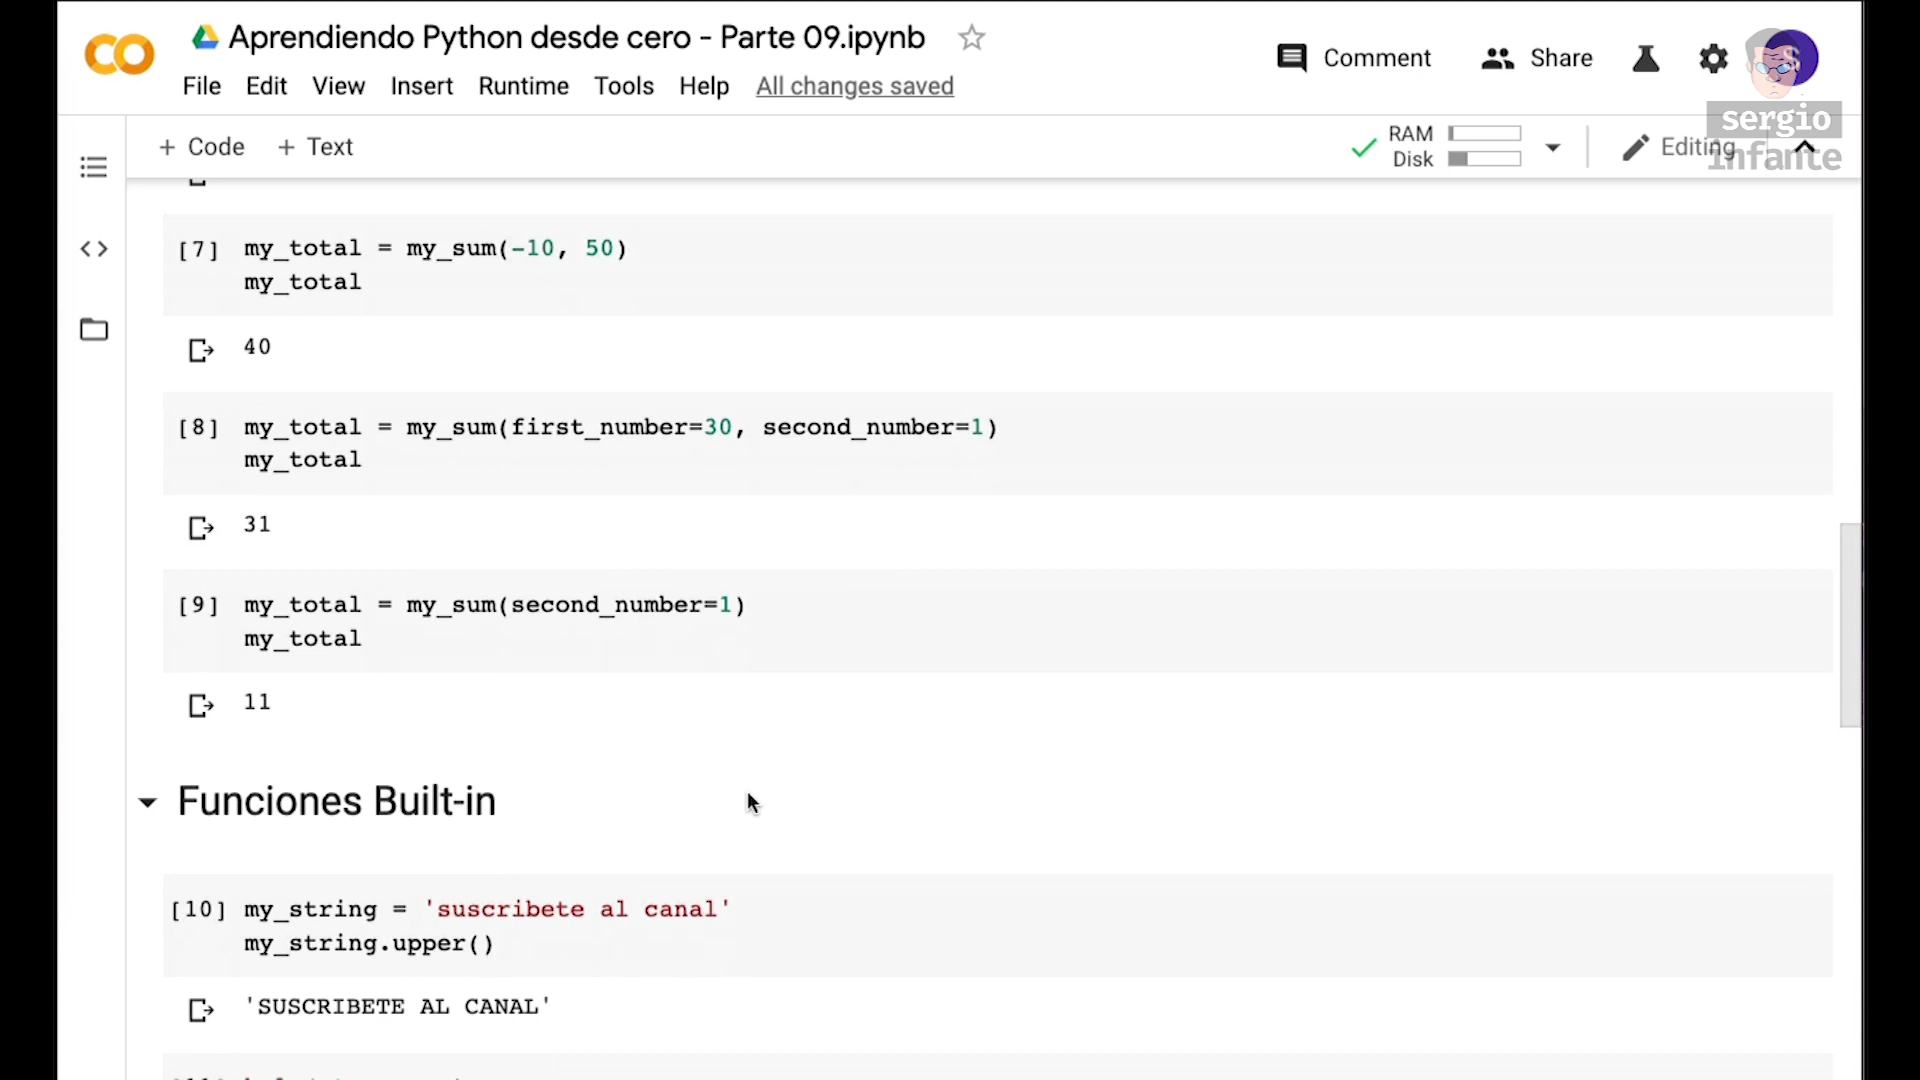 Aprendiendo Python desde cero - Parte 09.ipynb
Comment
Share
File Edit View Insert Runtime Tools Help All changes saved
sergio
infante
+ Code + Text
RAM
Disk
Editing
[7] my_total = my_sum(-10, 50)
my_total
40
[8] my_total = my_sum(first_number=30, second_number=1)
my_total
31
[9] my_total = my_sum(second_number=1)
my_total
11
Funciones Built-in
[10] my_string = 'suscribete al canal'
my_string.upper()
'SUSCRIBETE AL CANAL'